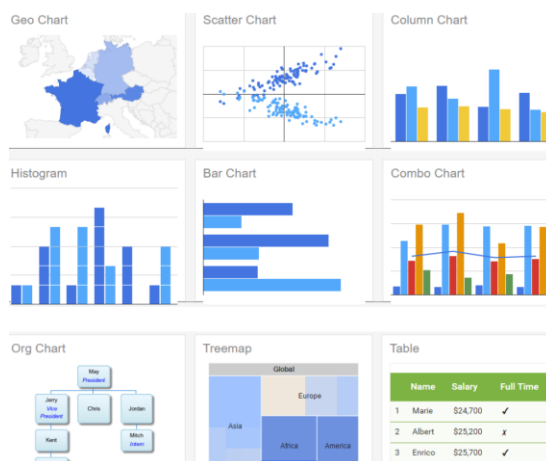 Geo Chart
Scatter Chart
Column Chart
Histogram
Bar Chart
Combo Chart
Org Chart
May
President
Jerry
Vice
President
Chris
Jordan
Kent
Mitch
Intern
Treemap
Global
Asia
Europe
Africa
America
Table
Name Salary Full Time
1 Marie $24,700 ✓
2 Albert $25,200 x
3 Enrico $25,700 ✓